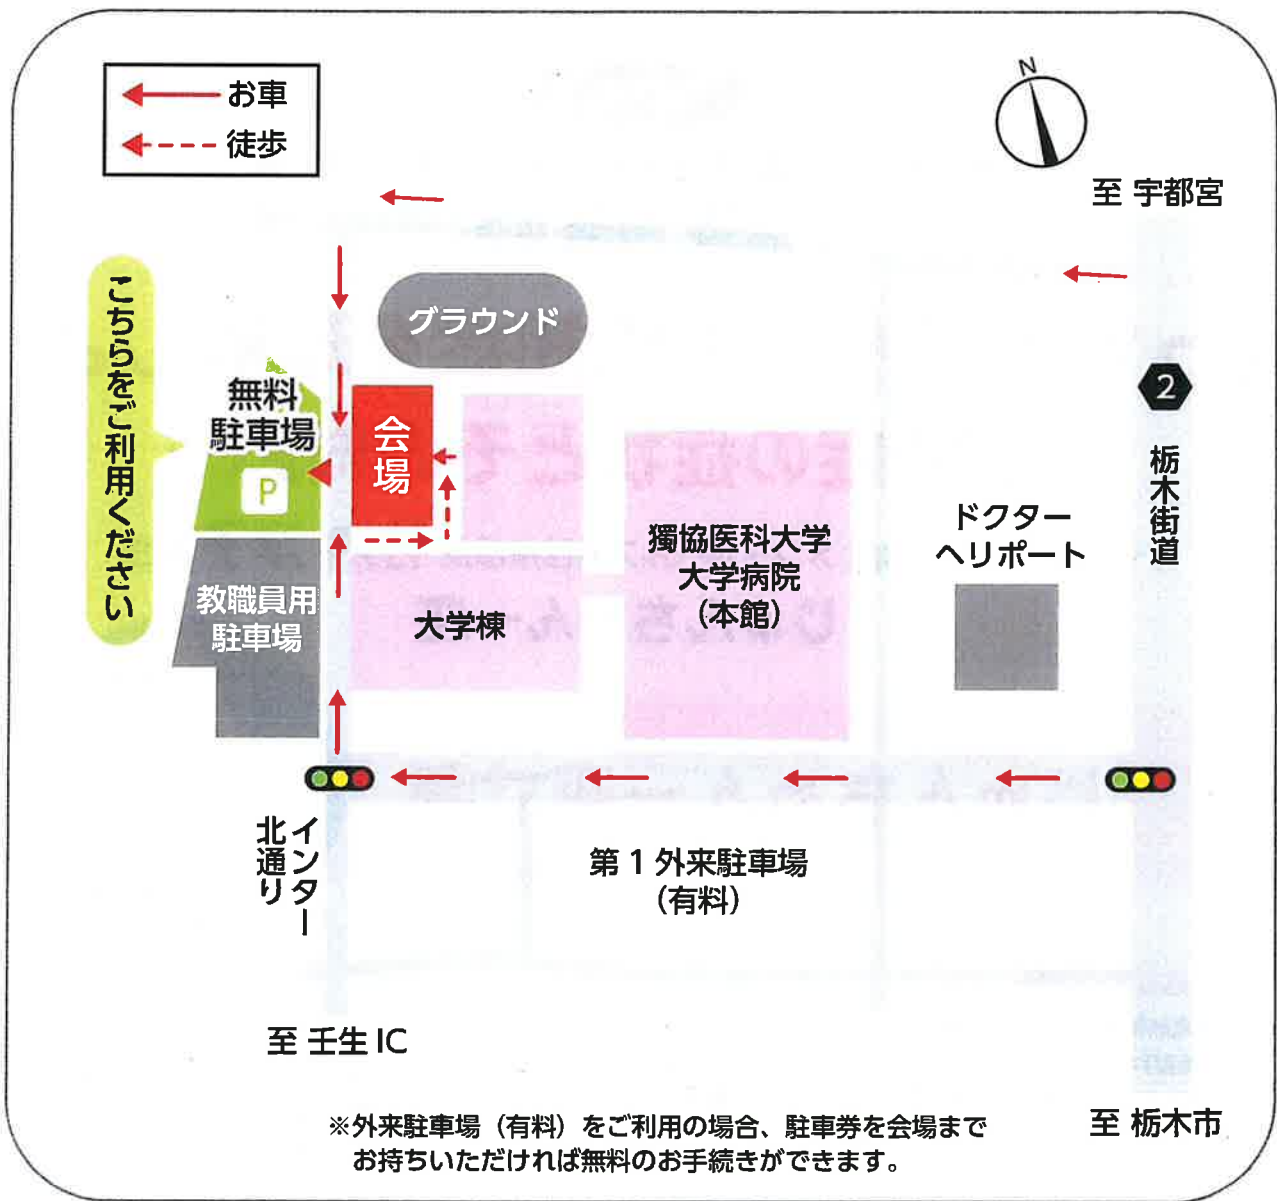 お車
徒歩
N
至 宇都宮
グラウンド
こちらをご利用ください
無料
駐車場
P
会場
2
栃木街道
ドクター
ヘリポート
獨協医科大学
大学病院
（本館）
教職員用
駐車場
大学棟
インター
北通り
第1外来駐車場
（有料）
至 壬生 IC
至 栃木市
※外来駐車場（有料）をご利用の場合、駐車券を会場まで
お持ちいただければ無料のお手続きができます。